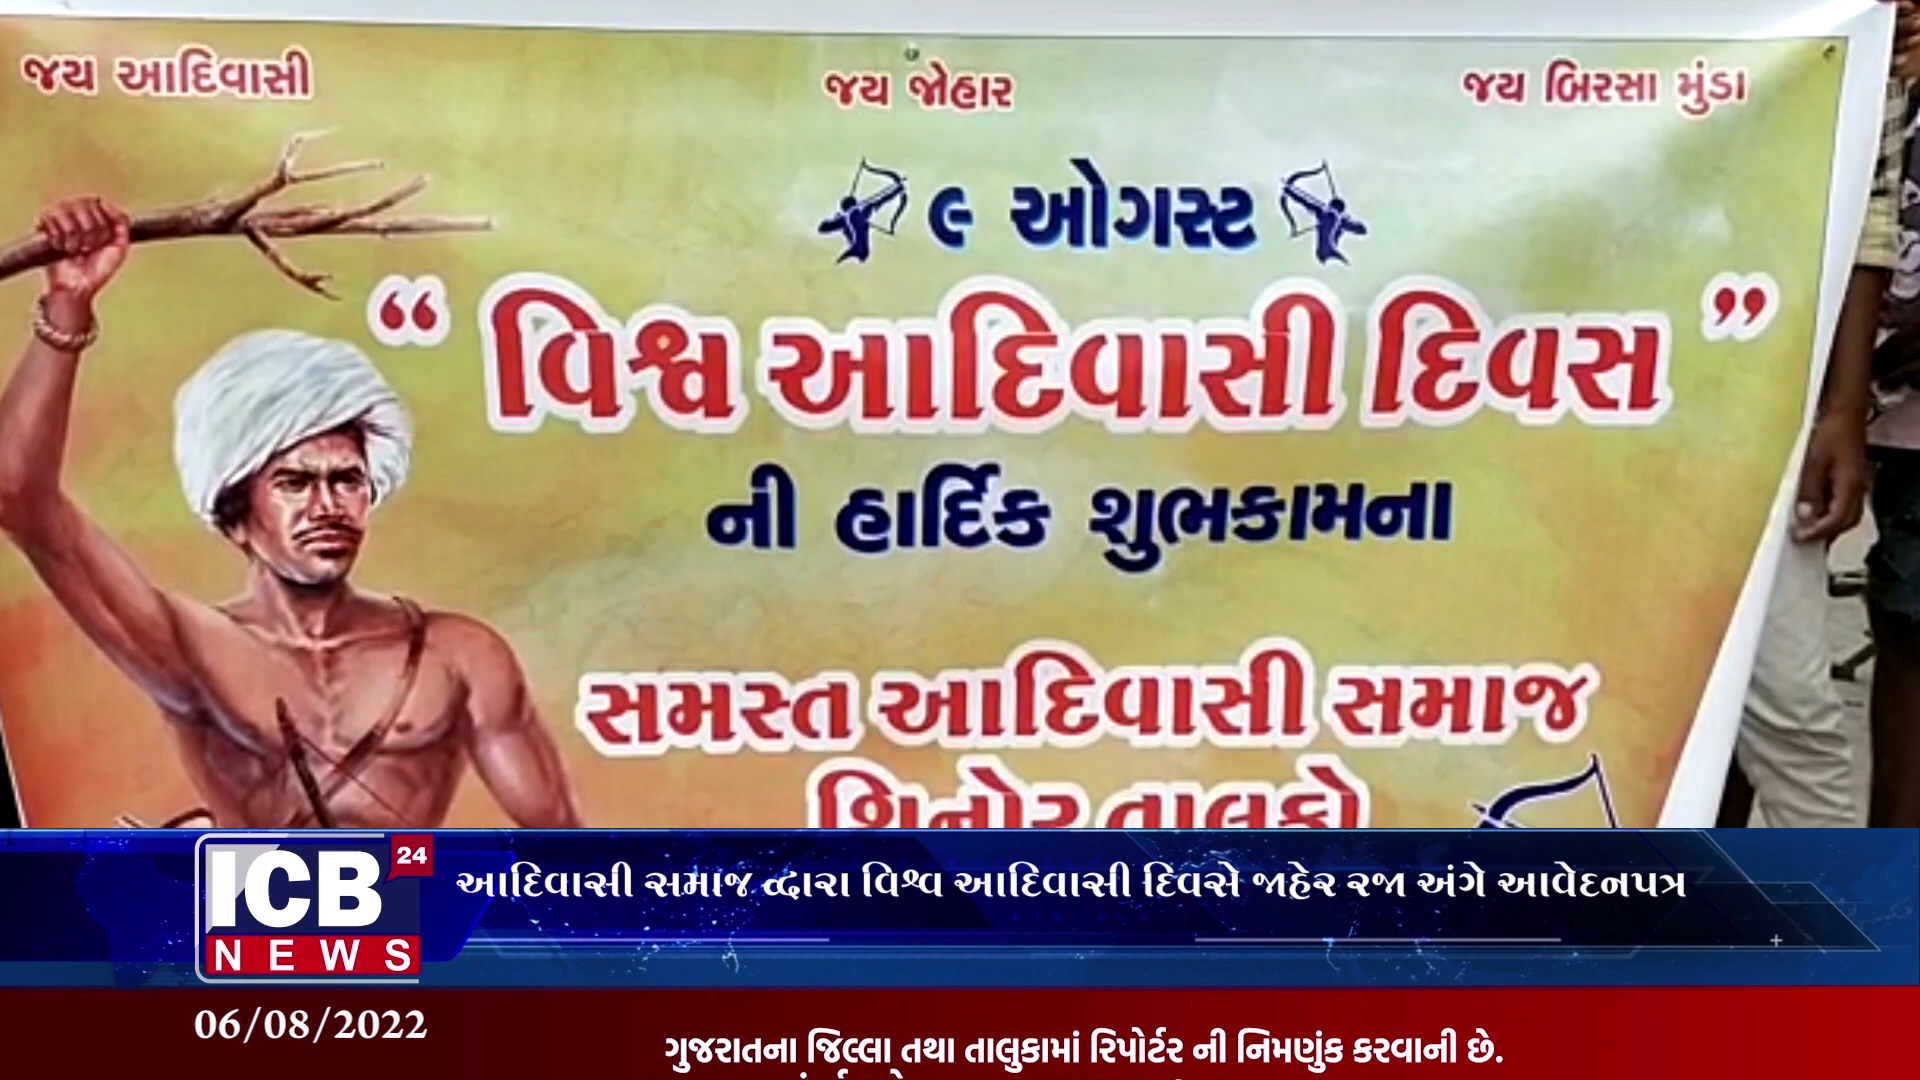 જય આદિવાસી
જય જોહાર
જય બિરસા મુંડા
૯ ઓગસ્ટ
“ વિશ્વ આદિવાસી દિવસ ”
ની હાર્દિક શુભકામના
સમસ્ત આદિવાસી સમાજ
શિનોર તાલુકો
ICB 24
NEWS
આદિવાસી સમાજ દ્વારા વિશ્વ આદિવાસી દિવસે જાહેર રજા અંગે આવેદનપત્ર
06/08/2022
ગુજરાતના જિલ્લા તથા તાલુકામાં રિપોર્ટર ની નિમણુંક કરવાની છે.